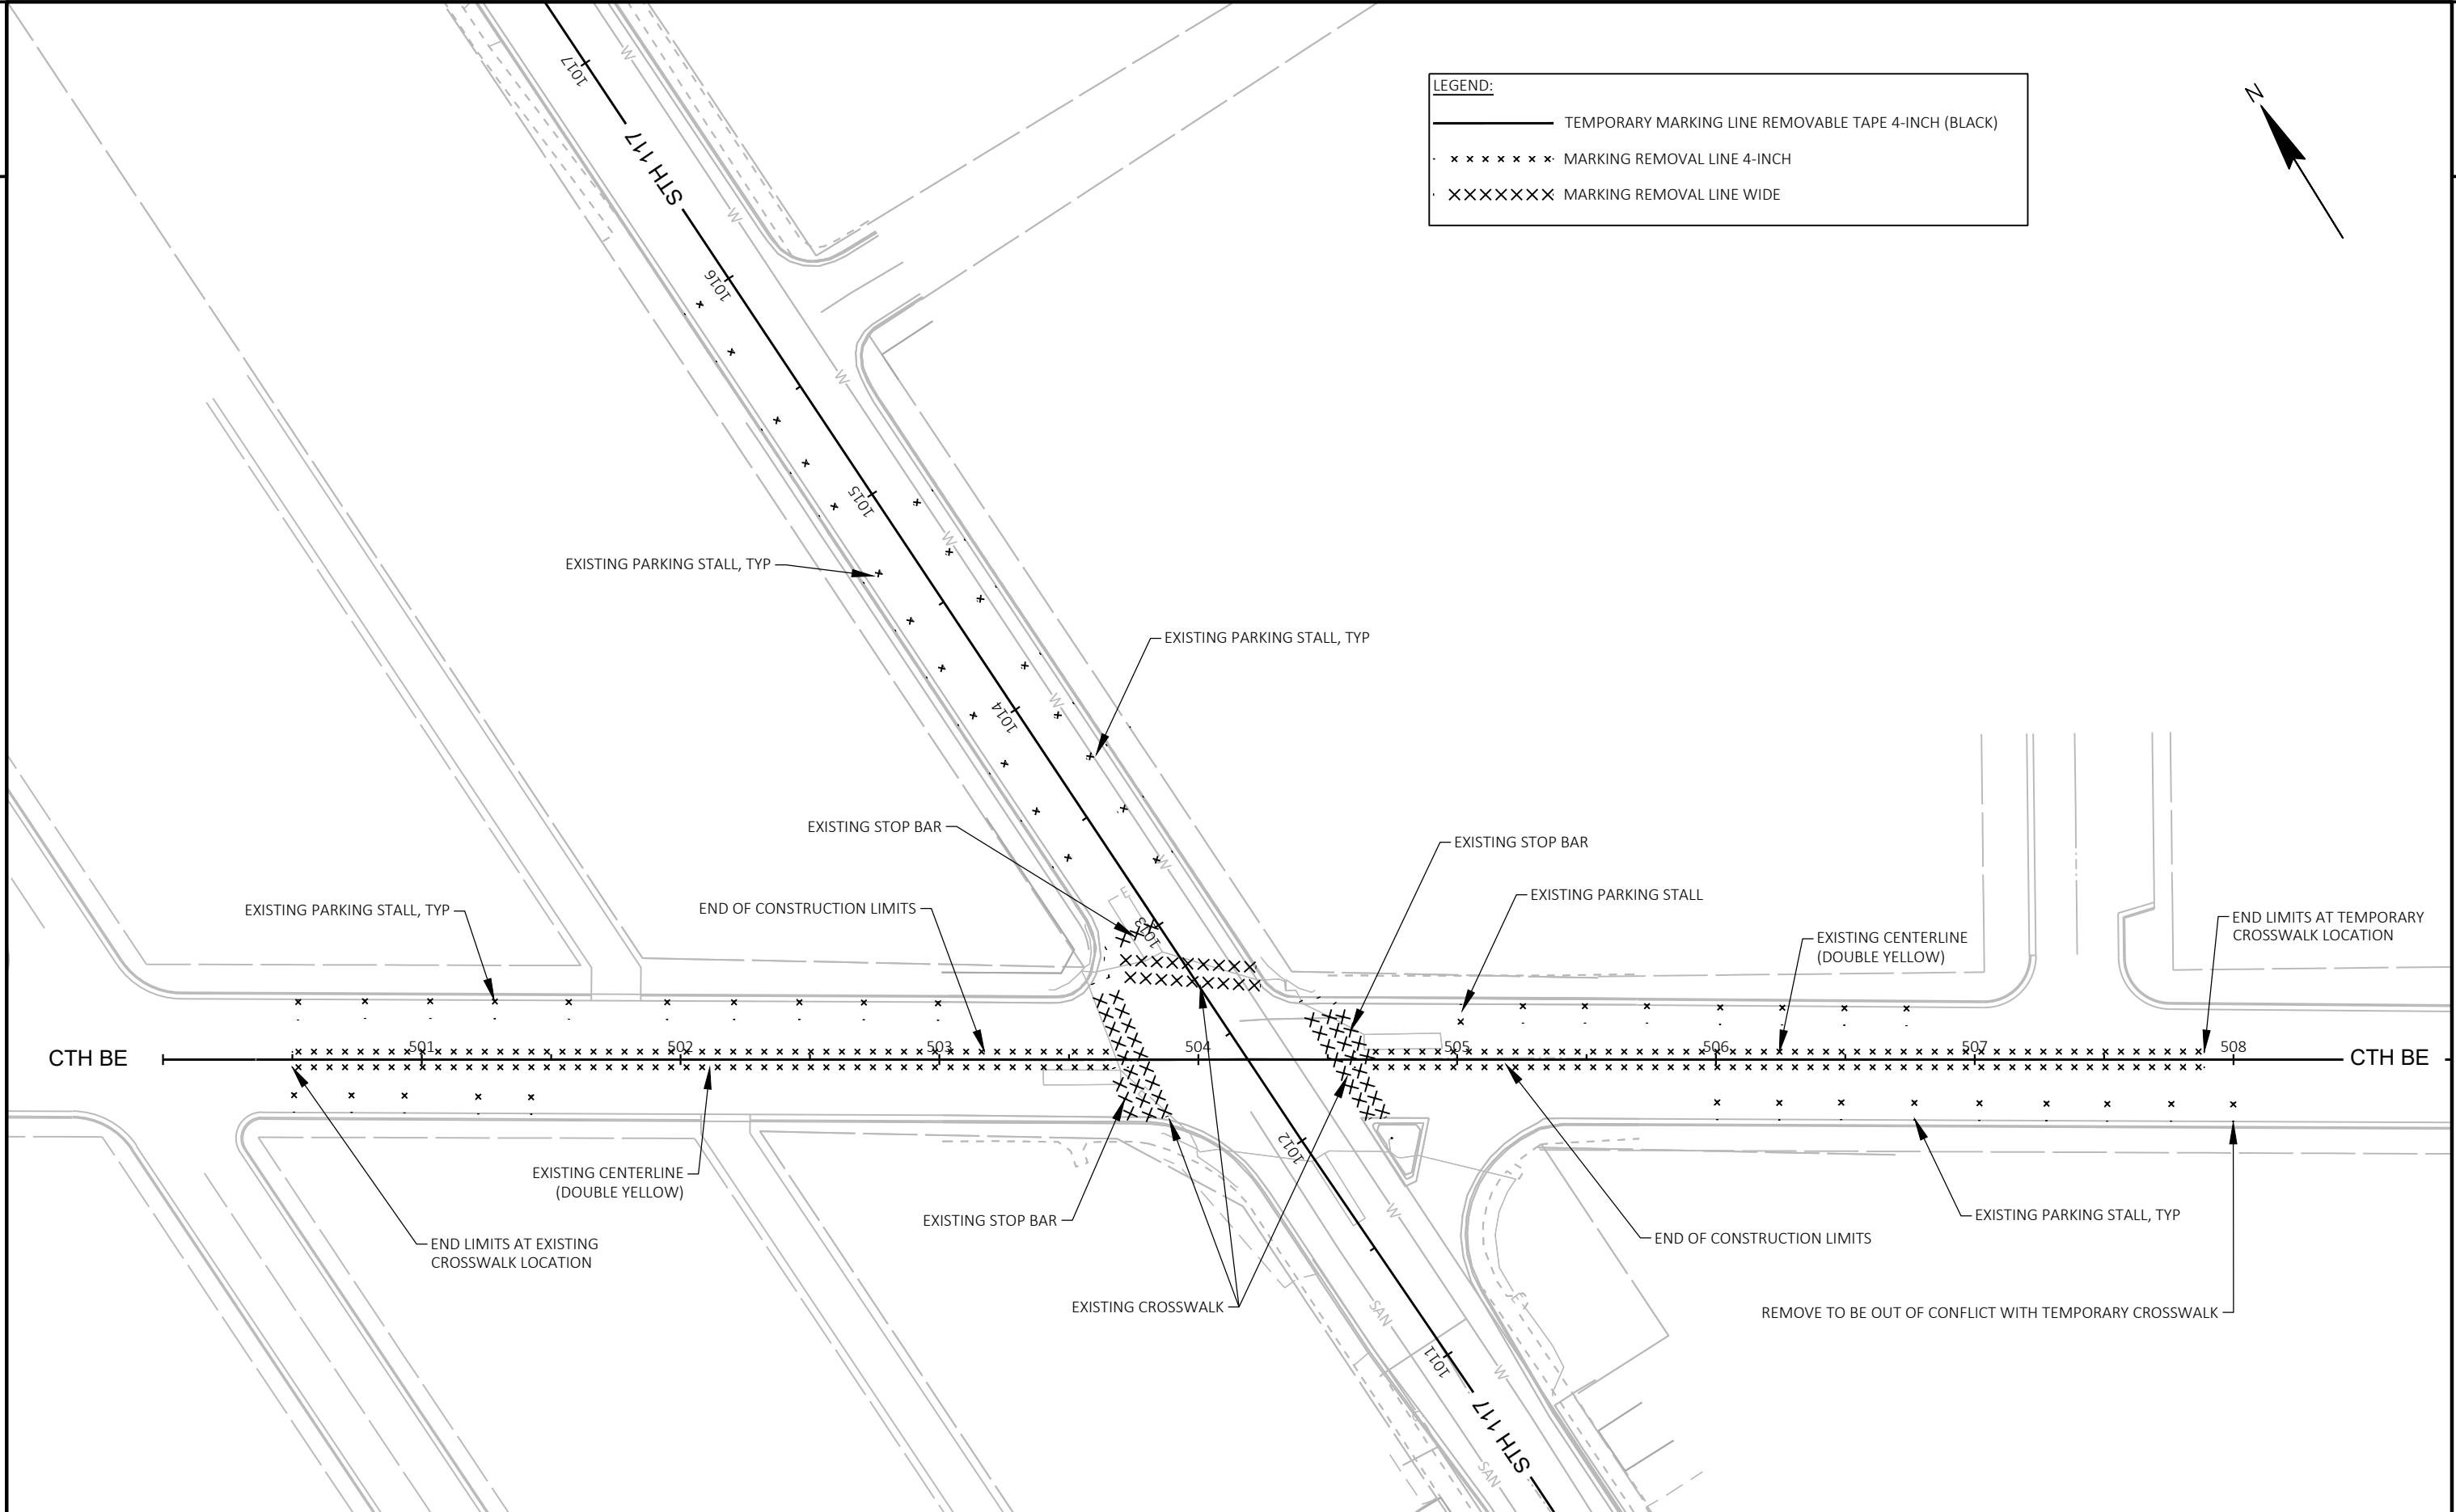 LEGEND:
TEMPORARY MARKING LINE REMOVABLE TAPE 4-INCH (BLACK)
MARKING REMOVAL LINE 4-INCH
MARKING REMOVAL LINE WIDE
N
1017
W
STH 117
W
1016
W
1015
W
EXISTING PARKING STALL, TYP
EXISTING PARKING STALL, TYP
W
1014
EXISTING STOP BAR
EXISTING STOP BAR
W
E
EXISTING PARKING STALL
EXISTING PARKING STALL, TYP
END OF CONSTRUCTION LIMITS
1013
END LIMITS AT TEMPORARY
CROSSWALK LOCATION
EXISTING CENTERLINE
(DOUBLE YELLOW)
CTH BE
501
502
503
504
505
506
507
508
CTH BE
1012
EXISTING CENTERLINE
(DOUBLE YELLOW)
EXISTING STOP BAR
W
EXISTING PARKING STALL, TYP
END LIMITS AT EXISTING
CROSSWALK LOCATION
END OF CONSTRUCTION LIMITS
EXISTING CROSSWALK
SAN
E
REMOVE TO BE OUT OF CONFLICT WITH TEMPORARY CROSSWALK
1011
W
STH 117
SAN